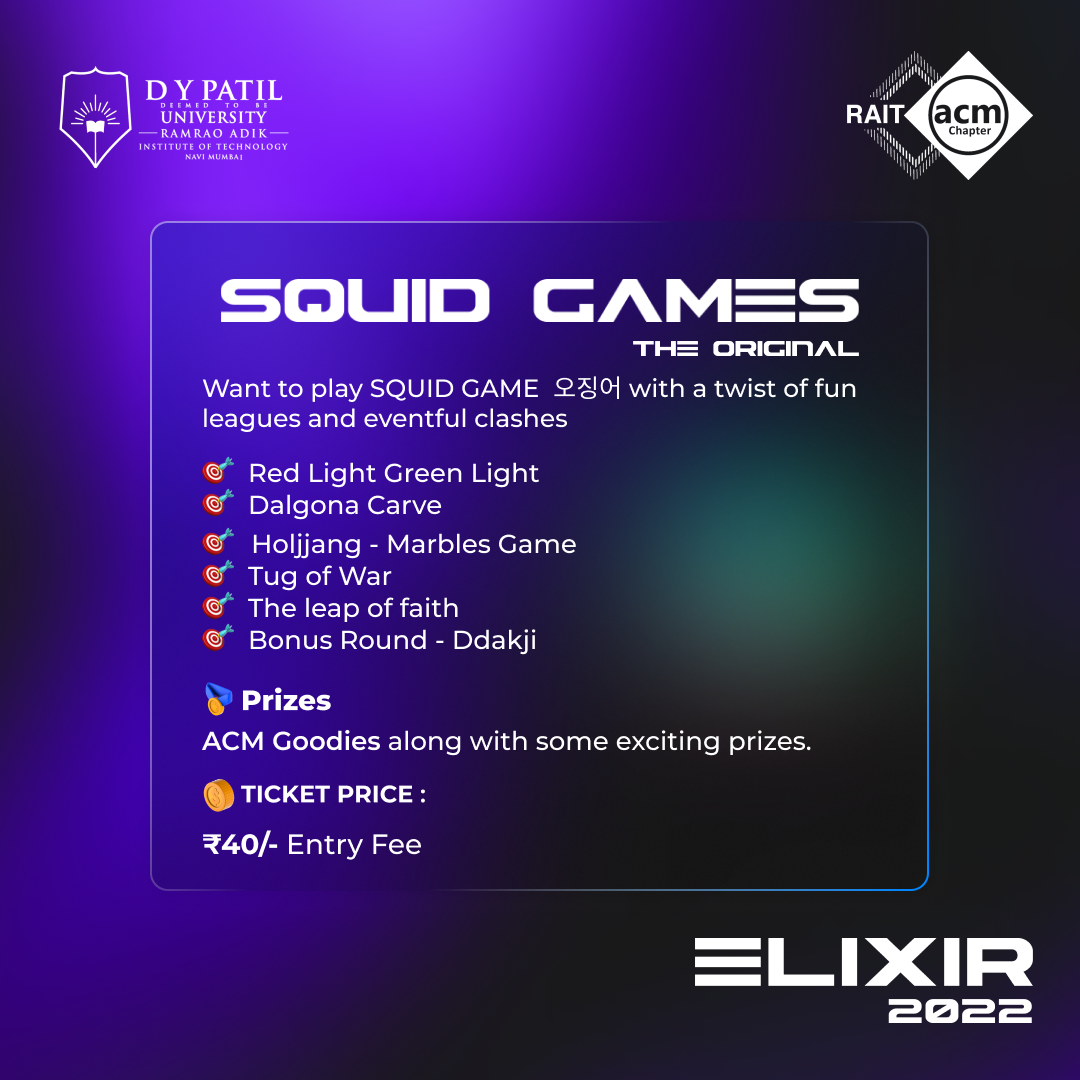 D Y PATIL
DEEMED TO BE
UNIVERSITY
RAMRAO ADIK
INSTITUTE OF TECHNOLOGY
NAVI MUMBAI
RAIT acm
Chapter
SQUID GAMES
THE ORIGINAL
Want to play SQUID GAME 오징어 with a twist of fun
leagues and eventful clashes
🎯 Red Light Green Light
🎯 Dalgona Carve
🎯 Holjjang - Marbles Game
🎯 Tug of War
🎯 The leap of faith
🎯 Bonus Round - Ddakji
🏅 Prizes
ACM Goodies along with some exciting prizes.
🪙 TICKET PRICE :
₹40/- Entry Fee
ELIXIR
2022